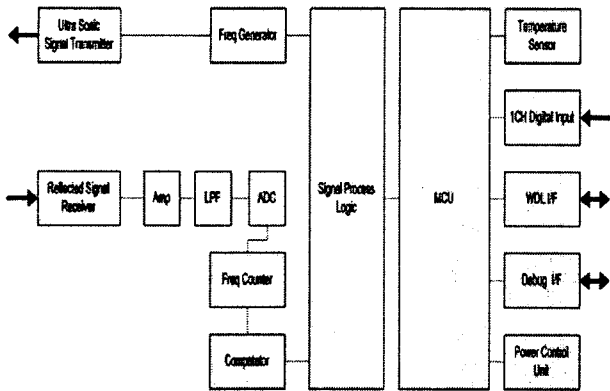 Ultra Sonic
Signal Transmitter
Freq Generator
Temperature
Sensor
1CH Digital Input
Reflected Signal
Receiver
Amp
LPF
ADC
Signal Process
Logic
MCU
WDL I/F
Freq Counter
Debug I/F
Comparator
Power Control
Unit